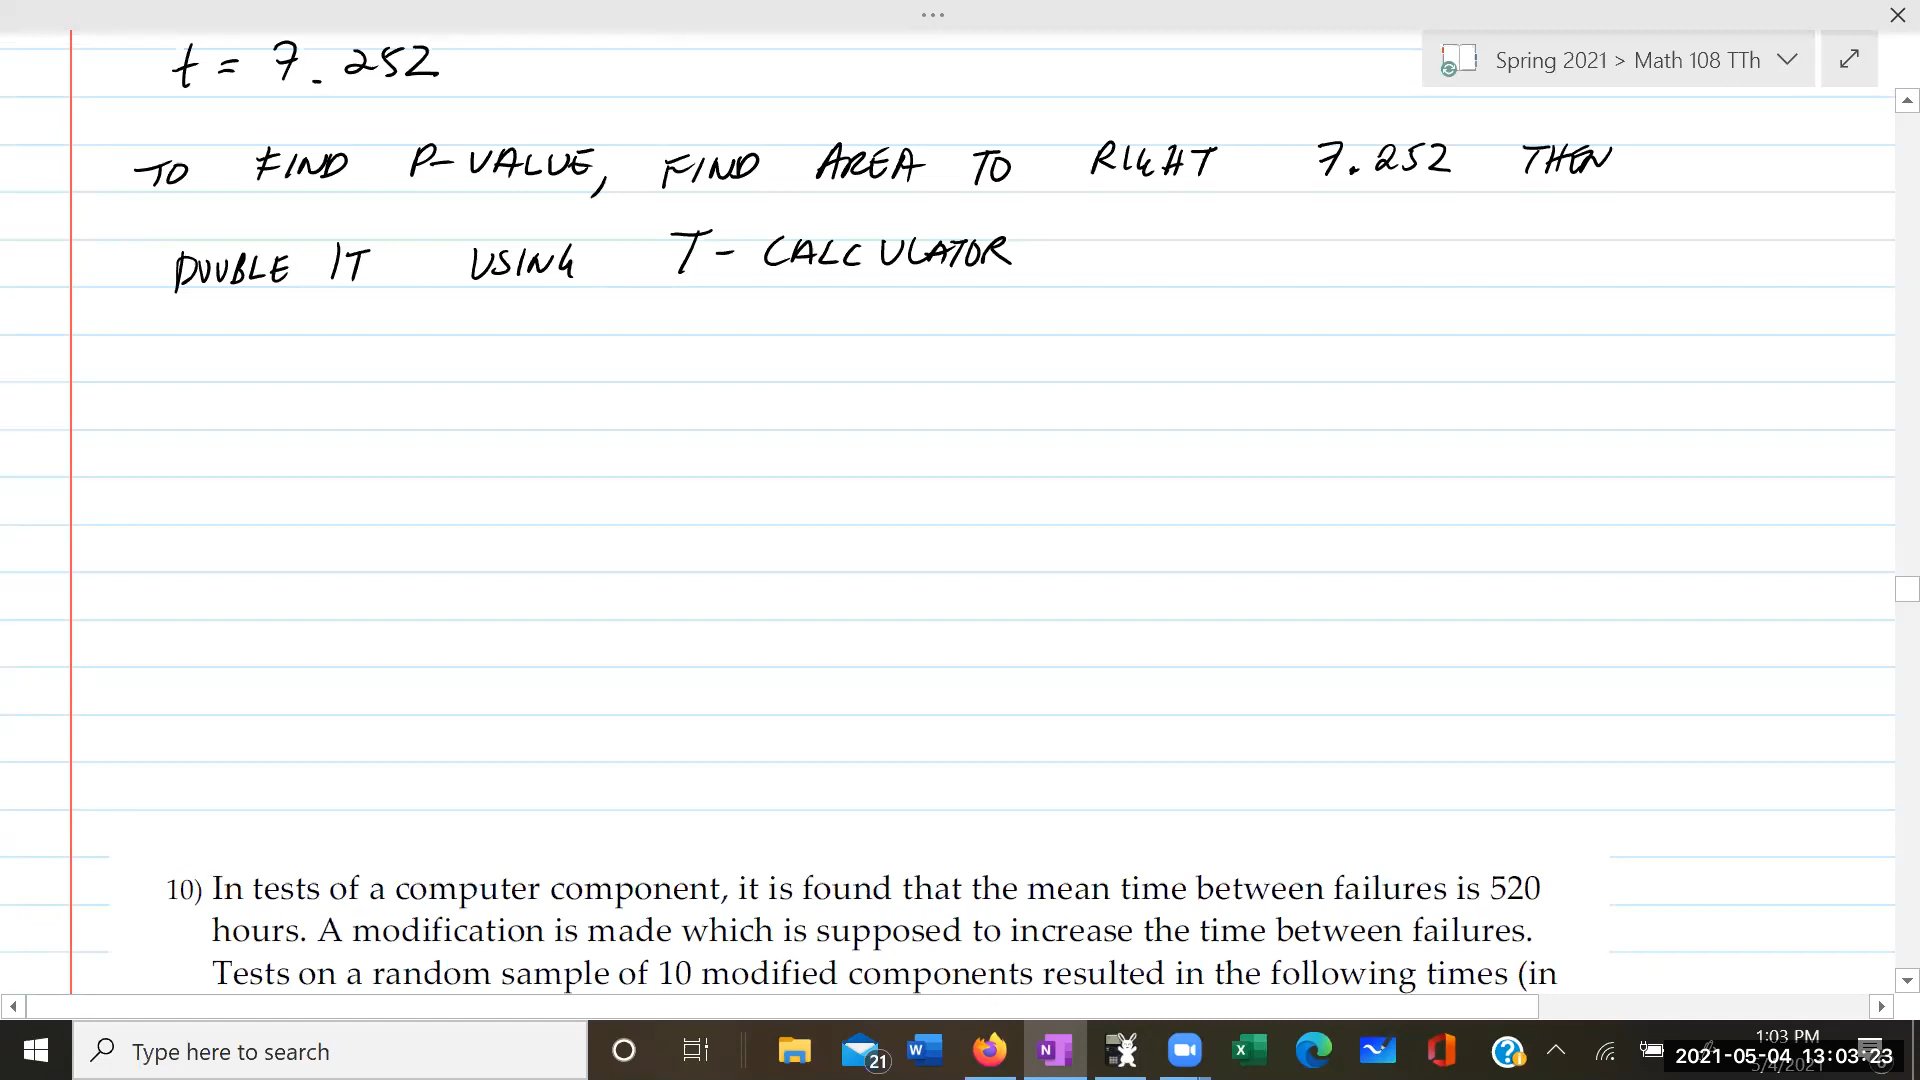 t = 7.252
Spring 2021 > Math 108 TTh
TO FIND P-VALUE, FIND AREA TO RIGHT 7.252 THEN
DOUBLE IT USING T-CALCULATOR
10) In tests of a computer component, it is found that the mean time between failures is 520
hours. A modification is made which is supposed to increase the time between failures.
Tests on a random sample of 10 modified components resulted in the following times (in
Type here to search
21
1:03 PM
2021-05-04 13:03:23